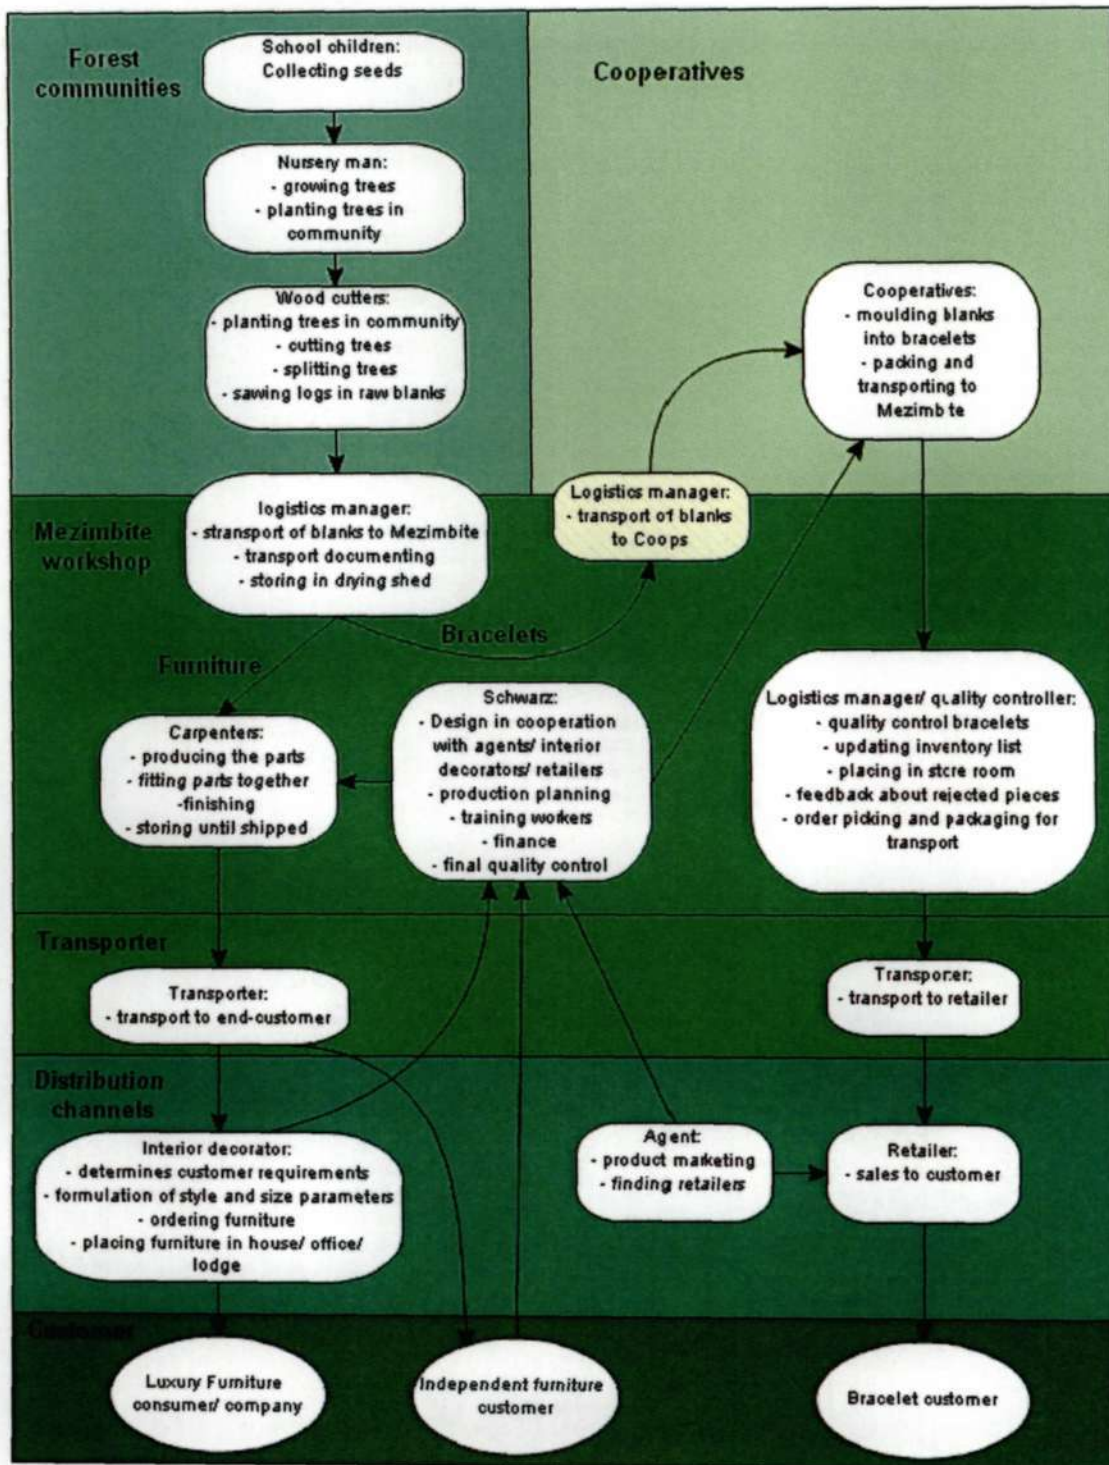 Forest
communities
School children:
Collecting seeds
Cooperatives
Nursery man:
- growing trees
- planting trees in
community
Wood cutters:
- planting trees in community
- cutting trees
- splitting trees
- sawing logs in raw blanks
Cooperatives:
- moulding blanks
into bracelets
- packing and
transporting to
Mezimbite
Mezimbite
workshop
logistics manager:
- stransport of blanks to Mezimbite
- transport documenting
- storing in drying shed
Logistics manager:
- transport of blanks
to Coops
Bracelets
Furniture
Carpenters:
- producing the parts
- fitting parts together
-finishing
- storing until shipped
Schwarz:
- Design in cooperation
with agents/ interior
decorators/ retailers
- production planning
- training workers
- finance
- final quality control
Logistics manager/ quality controller:
- quality control bracelets
- updating inventory list
- placing in store room
- feedback about rejected pieces
- order picking and packaging for
transport
Transporter
Transporter:
- transport to end-customer
Transporter:
- transport to retailer
Distribution
channels
Interior decorator:
- determines customer requirements
- formulation of style and size parameters
- ordering furniture
- placing furniture in house/ office/
lodge
Agent:
- product marketing
- finding retailers
Retailer:
- sales to customer
Customer
Luxury Furniture
consumer/ company
Independent furniture
customer
Bracelet customer